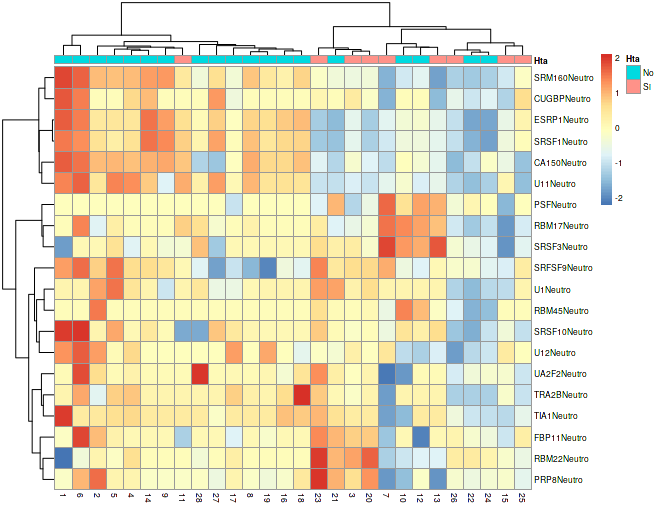 Hta
SRM160Neutro
CUGBPNeutro
ESRP1Neutro
SRSF1Neutro
CA150Neutro
U11Neutro
PSFNeutro
RBM17Neutro
SRSF3Neutro
SRFSF9Neutro
U1Neutro
RBM45Neutro
SRSF10Neutro
U12Neutro
UA2F2Neutro
TRA2BNeutro
TIA1Neutro
FBP11Neutro
RBM22Neutro
PRP8Neutro
1 6 2 5 4 14 9 11 28 27 17 8 19 16 18 23 21 3 20 7 10 12 13 26 22 24 15 25
2
1
0
-1
-2
Hta
No
SI